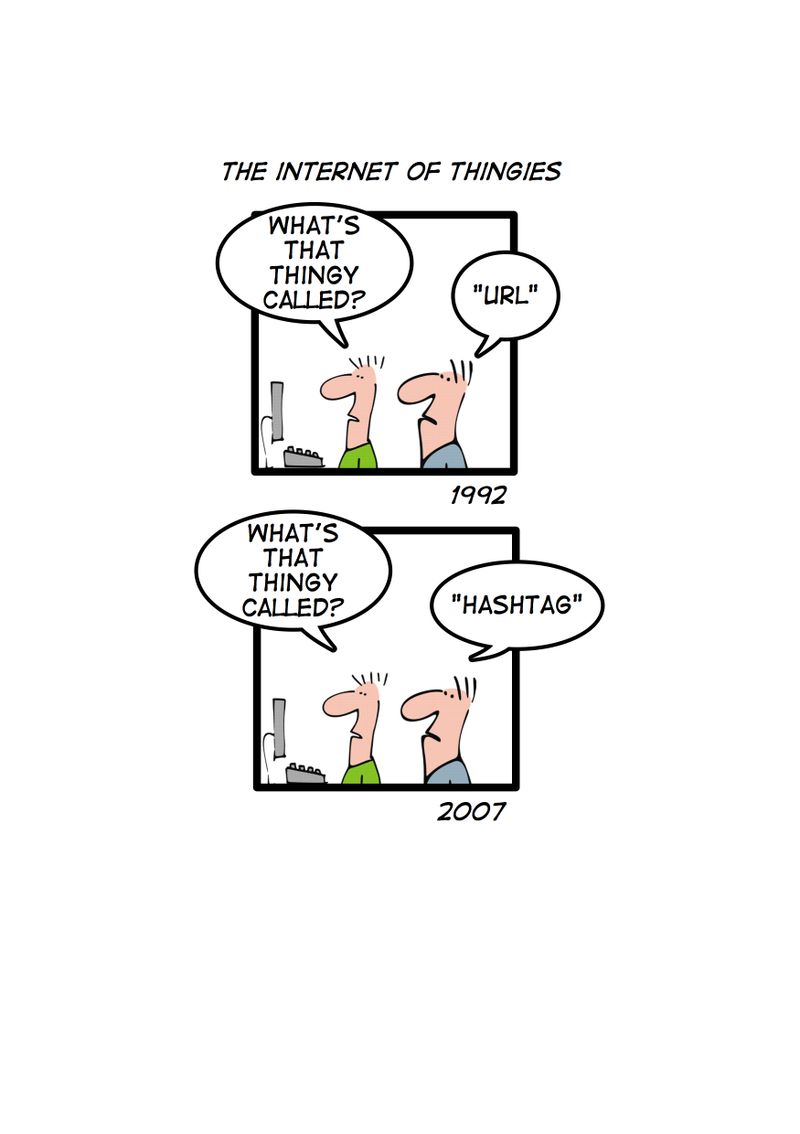 THE INTERNET OF THINGIES
WHAT'S
THAT
THINGY
CALLED?
"URL"
1992
WHAT'S
THAT
THINGY
CALLED?
"HASHTAG"
2007